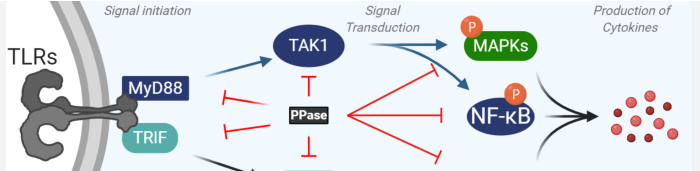 Signal initiation
Signal
Transduction
Production of
Cytokines
TLRs
MyD88
TRIF
TAK1
PPase
P
MAPKs
P
NF-κB